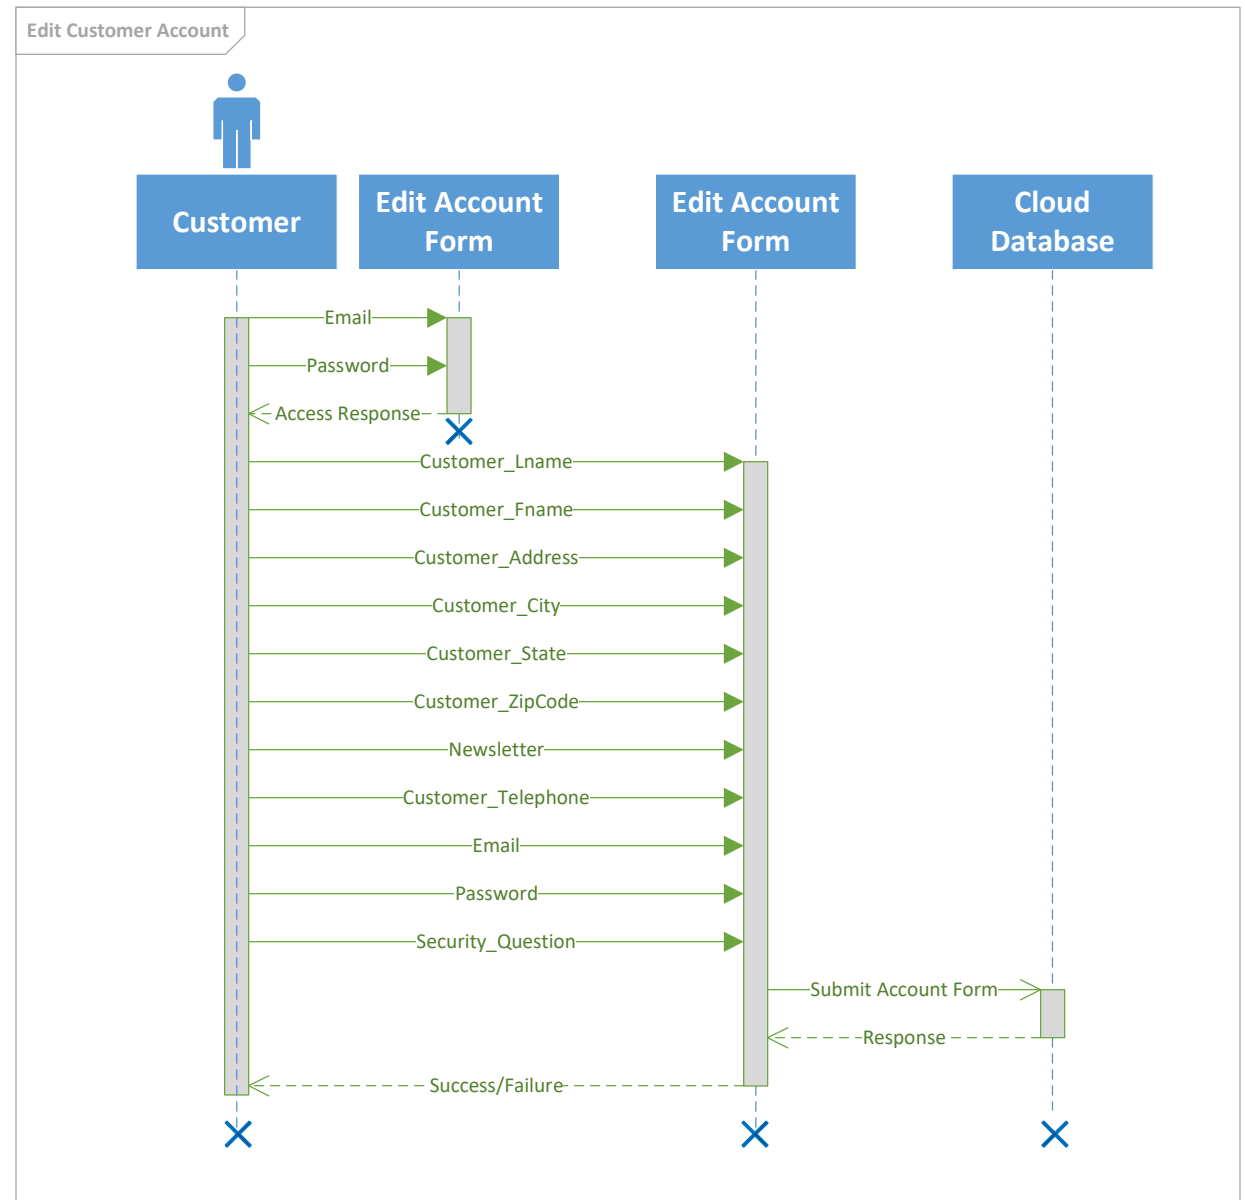 Edit Customer Account
Customer
Edit Account
Form
Edit Account
Form
Cloud
Database
Email
Password
Access Response
Customer_Lname
Customer_Fname
Customer_Address
Customer_City
Customer_State
Customer_ZipCode
Newsletter
Customer_Telephone
Email
Password
Security_Question
Submit Account Form
Response
Success/Failure